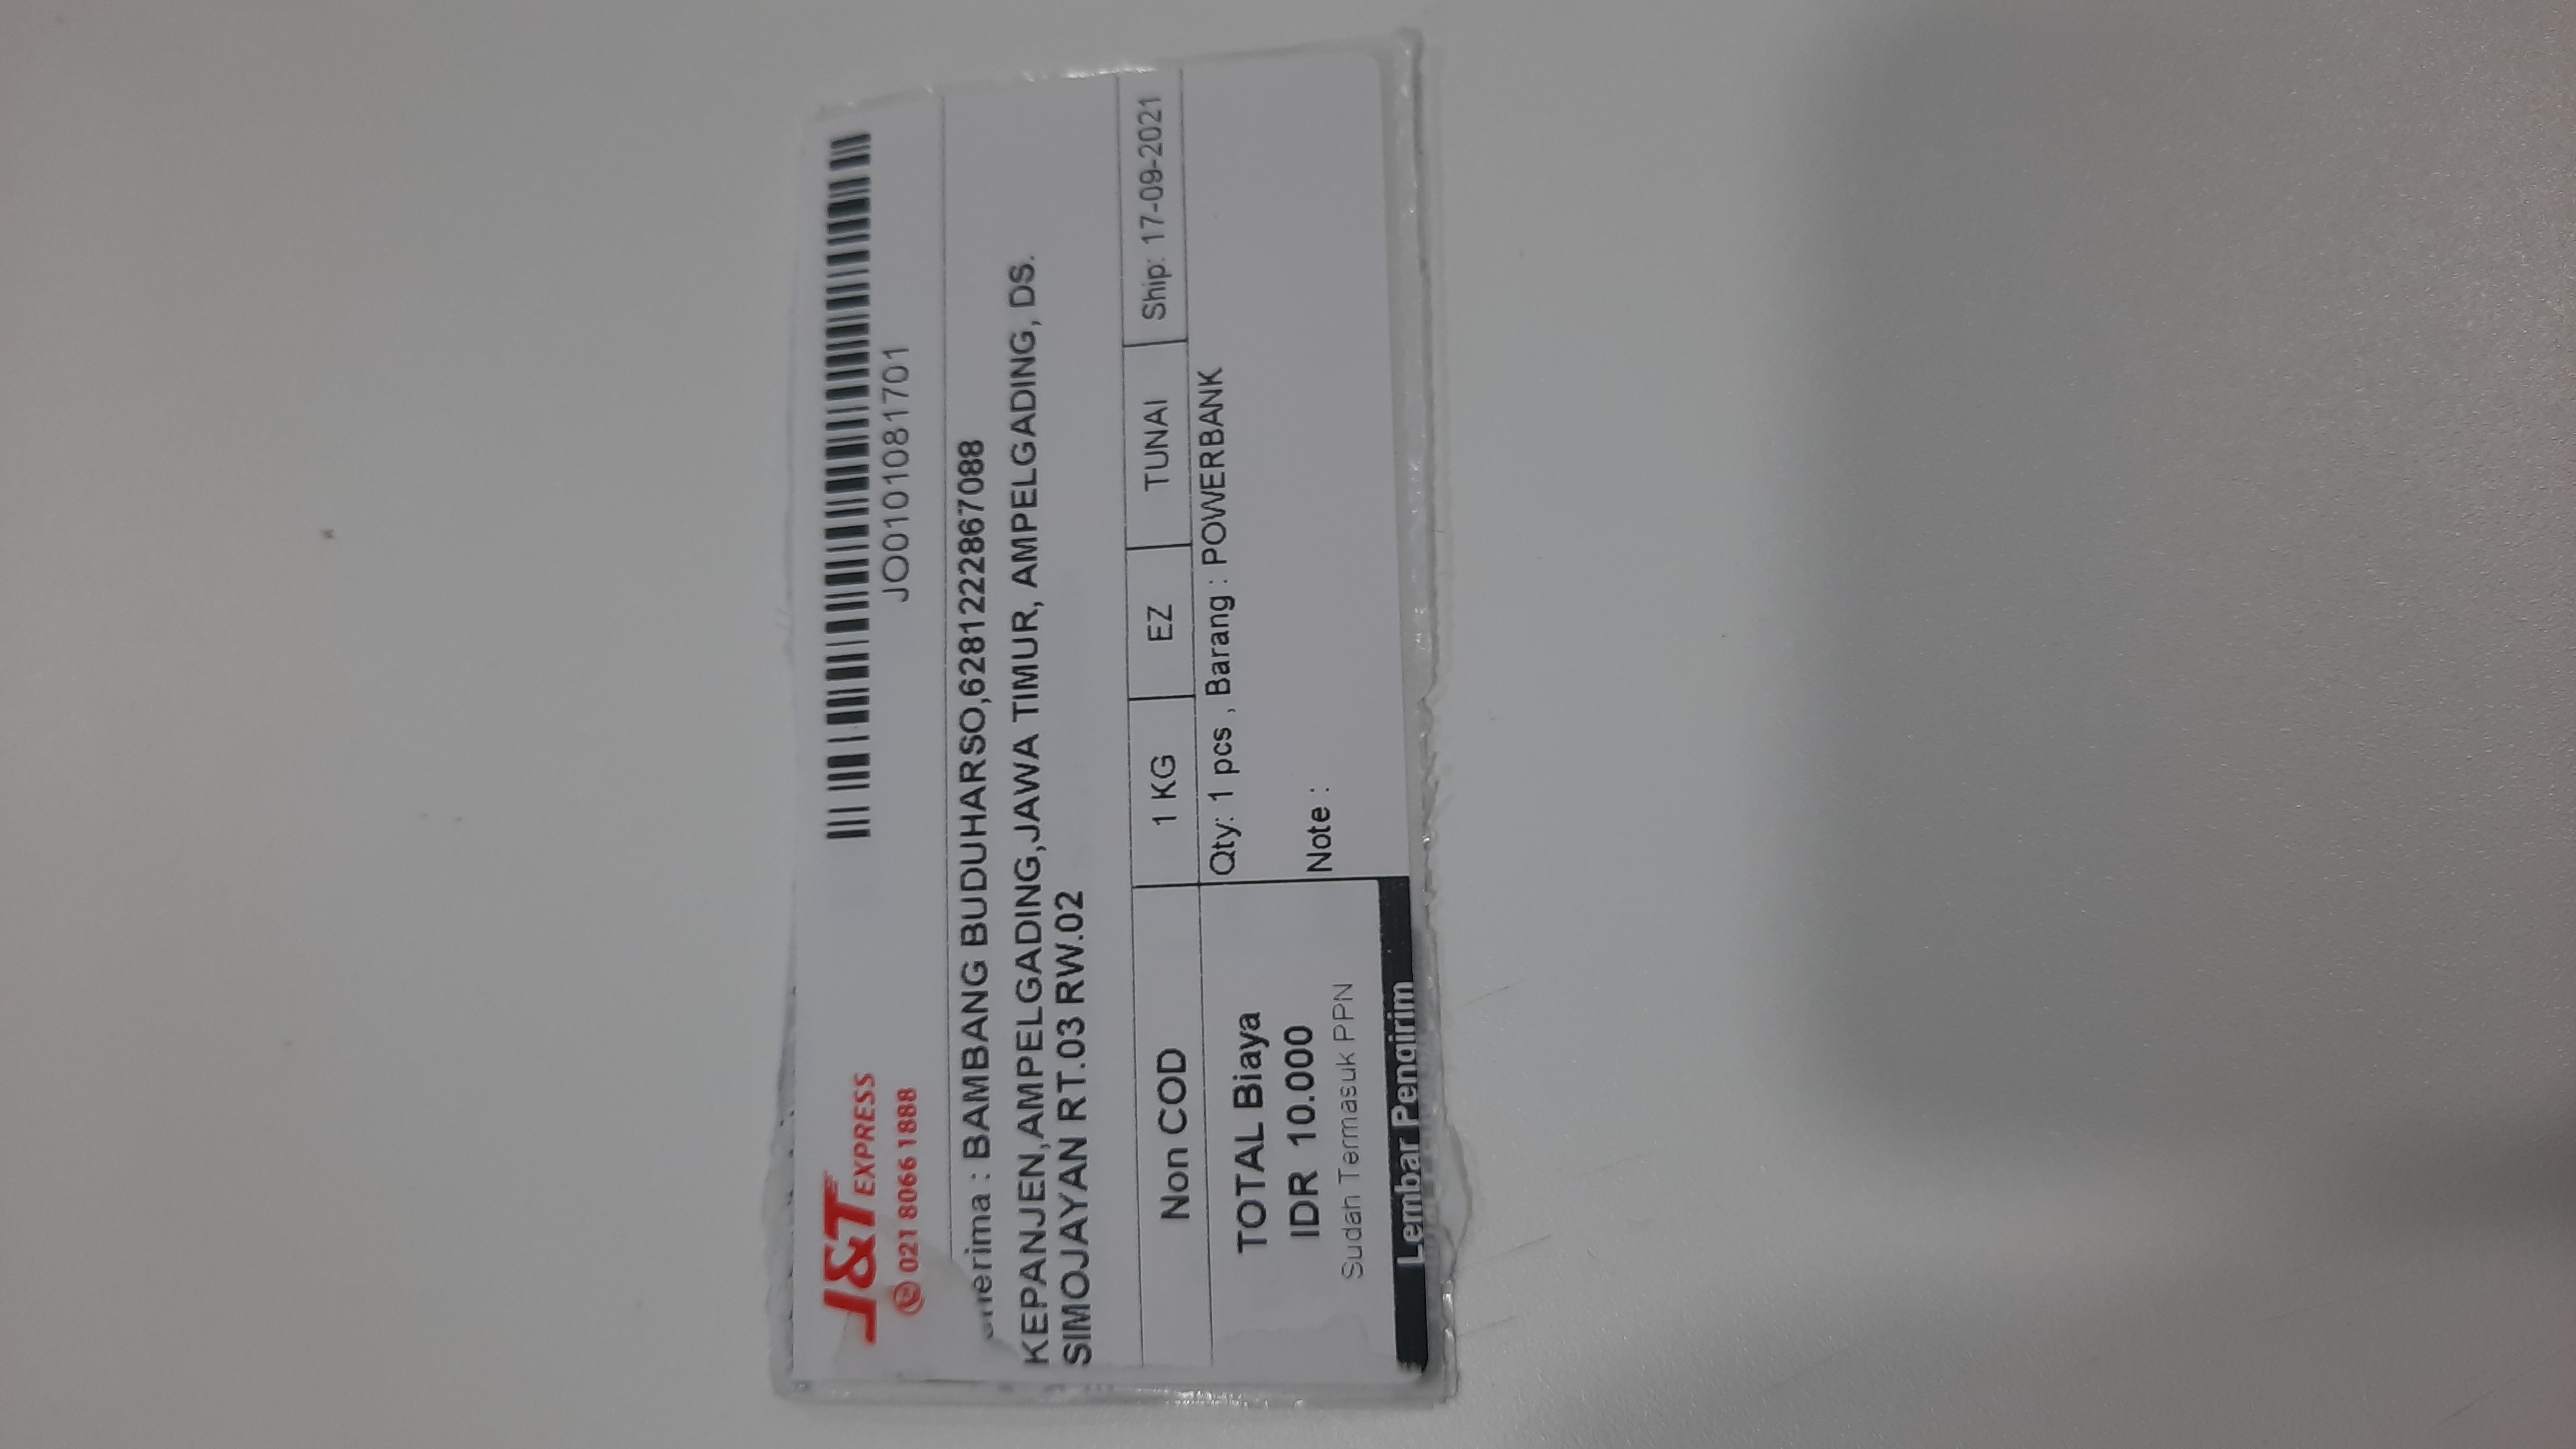 J&T EXPRESS
021 8066 1888
JO0101081701
: BAMBANG BUDUHARSO,6281222867088
KEPANJEN,AMPELGADING,JAWA TIMUR, AMPELGADING, DS.
SIMOJAYAN RT.03 RW.02
Non COD
1 KG
EZ
TUNAI
Ship: 17-09-2021
TOTAL Biaya
IDR 10.000
Sudah Termasuk PPN
Lembar Pengirim
Qty: 1 pcs , Barang : POWERBANK
Note :